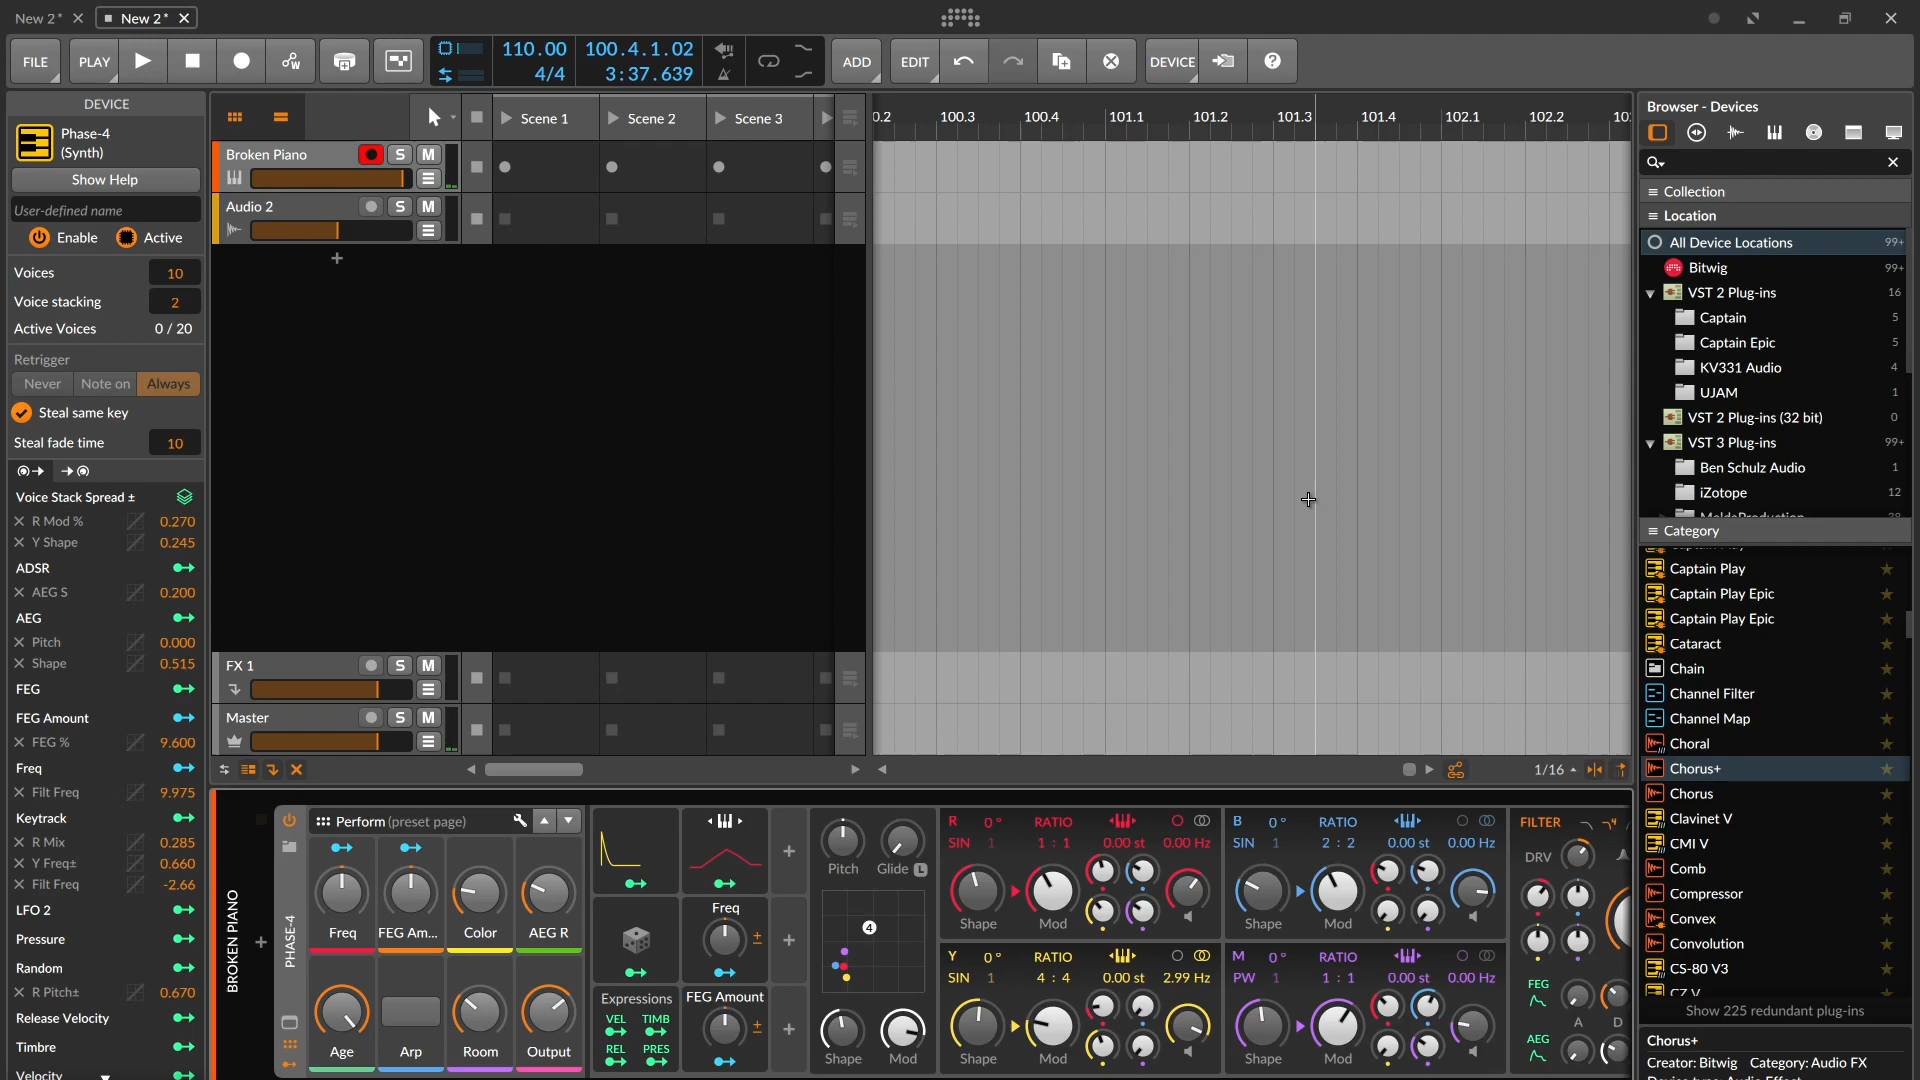 New 2*
New 2*
FILE
PLAY
110.00
4/4
100.4.1.02
3:37.639
ADD
EDIT
DEVICE
DEVICE
Phase-4
(Synth)
Show Help
User-defined name
Enable
Active
Voices 10
Voice stacking 2
Active Voices 0 / 20
Retrigger
Never Note on Always
Steal same key
Steal fade time 10
Voice Stack Spread ±
R Mod % 0.270
Y Shape 0.245
ADSR
AEG S 0.200
AEG
Pitch 0.000
Shape 0.515
FEG
FEG Amount
FEG % 9.600
Freq
Filt Freq 9.975
Keytrack
R Mix 0.285
Y Freq± 0.660
Filt Freq -2.66
LFO 2
Pressure
Random
R Pitch± 0.670
Release Velocity
Timbre
Velocity
Scene 1 Scene 2 Scene 3
Broken Piano S M
Audio 2 S M
FX 1 S M
Master S M
100.3 100.4 101.1 101.2 101.3 101.4 102.1 102.2
1/16
BROKEN PIANO
PHASE-4
Perform (preset page)
Freq FEG Am... Color AEG R
Age Arp Room Output
Expressions
VEL TIMB
REL PRES
Freq
FEG Amount
Pitch Glide L
4
Shape Mod
R 0° RATIO
SIN 1 1 : 1 0.00 st 0.00 Hz
Shape Mod
B 0° RATIO
SIN 1 2 : 2 0.00 st 0.00 Hz
Shape Mod
Y 0° RATIO
SIN 1 4 : 4 0.00 st 2.99 Hz
Shape Mod
M 0° RATIO
PW 1 1 : 1 0.00 st 0.00 Hz
Shape Mod
FILTER
DRV
FEG
A D
AEG
Browser - Devices
Collection
Location
All Device Locations 99+
Bitwig 99+
VST 2 Plug-ins 16
Captain 5
Captain Epic 5
KV331 Audio 4
UJAM 1
VST 2 Plug-ins (32 bit) 0
VST 3 Plug-ins 99+
Ben Schulz Audio 1
iZotope 12
Category
Captain Play
Captain Play Epic
Captain Play Epic
Cataract
Chain
Channel Filter
Channel Map
Choral
Chorus+
Chorus
Clavinet V
CMI V
Comb
Compressor
Convex
Convolution
CS-80 V3
CZ V
Show 225 redundant plug-ins
Chorus+
Creator: Bitwig Category: Audio FX